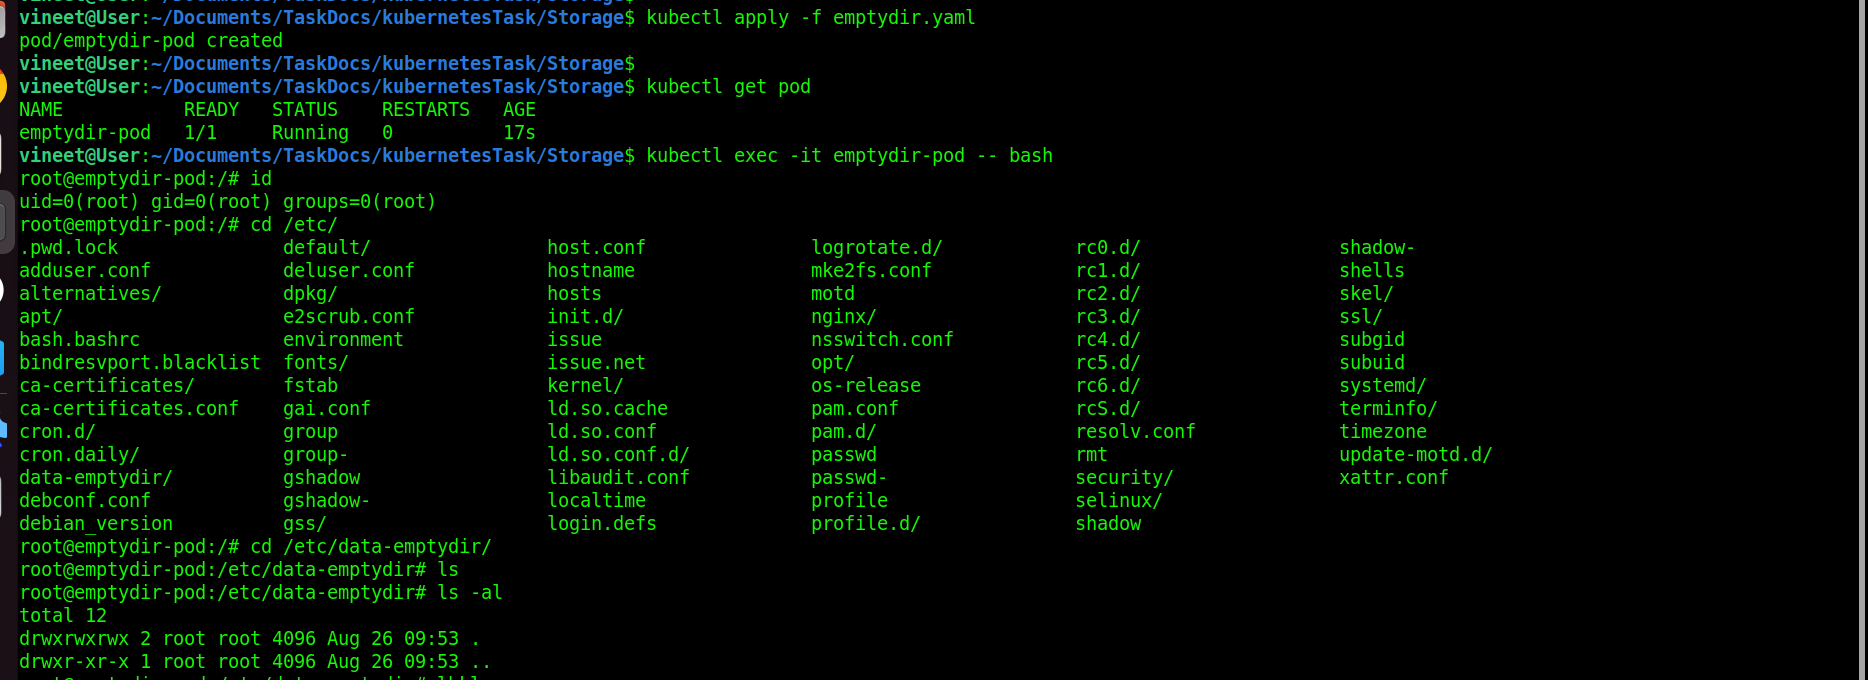 vineet@User:~/Documents/TaskDocs/kubernetesTask/Storage$ kubectl apply -f emptydir.yaml
pod/emptydir-pod created
vineet@User:~/Documents/TaskDocs/kubernetesTask/Storage$
vineet@User:~/Documents/TaskDocs/kubernetesTask/Storage$ kubectl get pod
NAME           READY   STATUS    RESTARTS   AGE
emptydir-pod   1/1     Running   0          17s
vineet@User:~/Documents/TaskDocs/kubernetesTask/Storage$ kubectl exec -it emptydir-pod -- bash
root@emptydir-pod:/# id
uid=0(root) gid=0(root) groups=0(root)
root@emptydir-pod:/# cd /etc/
.pwd.lock               default/                host.conf               logrotate.d/            rc0.d/                  shadow-
adduser.conf            deluser.conf            hostname                mke2fs.conf             rc1.d/                  shells
alternatives/           dpkg/                   hosts                   motd                    rc2.d/                  skel/
apt/                    e2scrub.conf            init.d/                 nginx/                  rc3.d/                  ssl/
bash.bashrc             environment             issue                   nsswitch.conf           rc4.d/                  subgid
bindresvport.blacklist  fonts/                  issue.net               opt/                    rc5.d/                  subuid
ca-certificates/        fstab                   kernel/                 os-release              rc6.d/                  systemd/
ca-certificates.conf    gai.conf                ld.so.cache             pam.conf                rcS.d/                  terminfo/
cron.d/                 group                   ld.so.conf              pam.d/                  resolv.conf             timezone
cron.daily/             group-                  ld.so.conf.d/           passwd                  rmt                     update-motd.d/
data-emptydir/          gshadow                 libaudit.conf           passwd-                 security/               xattr.conf
debconf.conf            gshadow-                localtime               profile                 selinux/
debian_version          gss/                    login.defs              profile.d/              shadow
root@emptydir-pod:/# cd /etc/data-emptydir/
root@emptydir-pod:/etc/data-emptydir# ls
root@emptydir-pod:/etc/data-emptydir# ls -al
total 12
drwxrwxrwx 2 root root 4096 Aug 26 09:53 .
drwxr-xr-x 1 root root 4096 Aug 26 09:53 ..